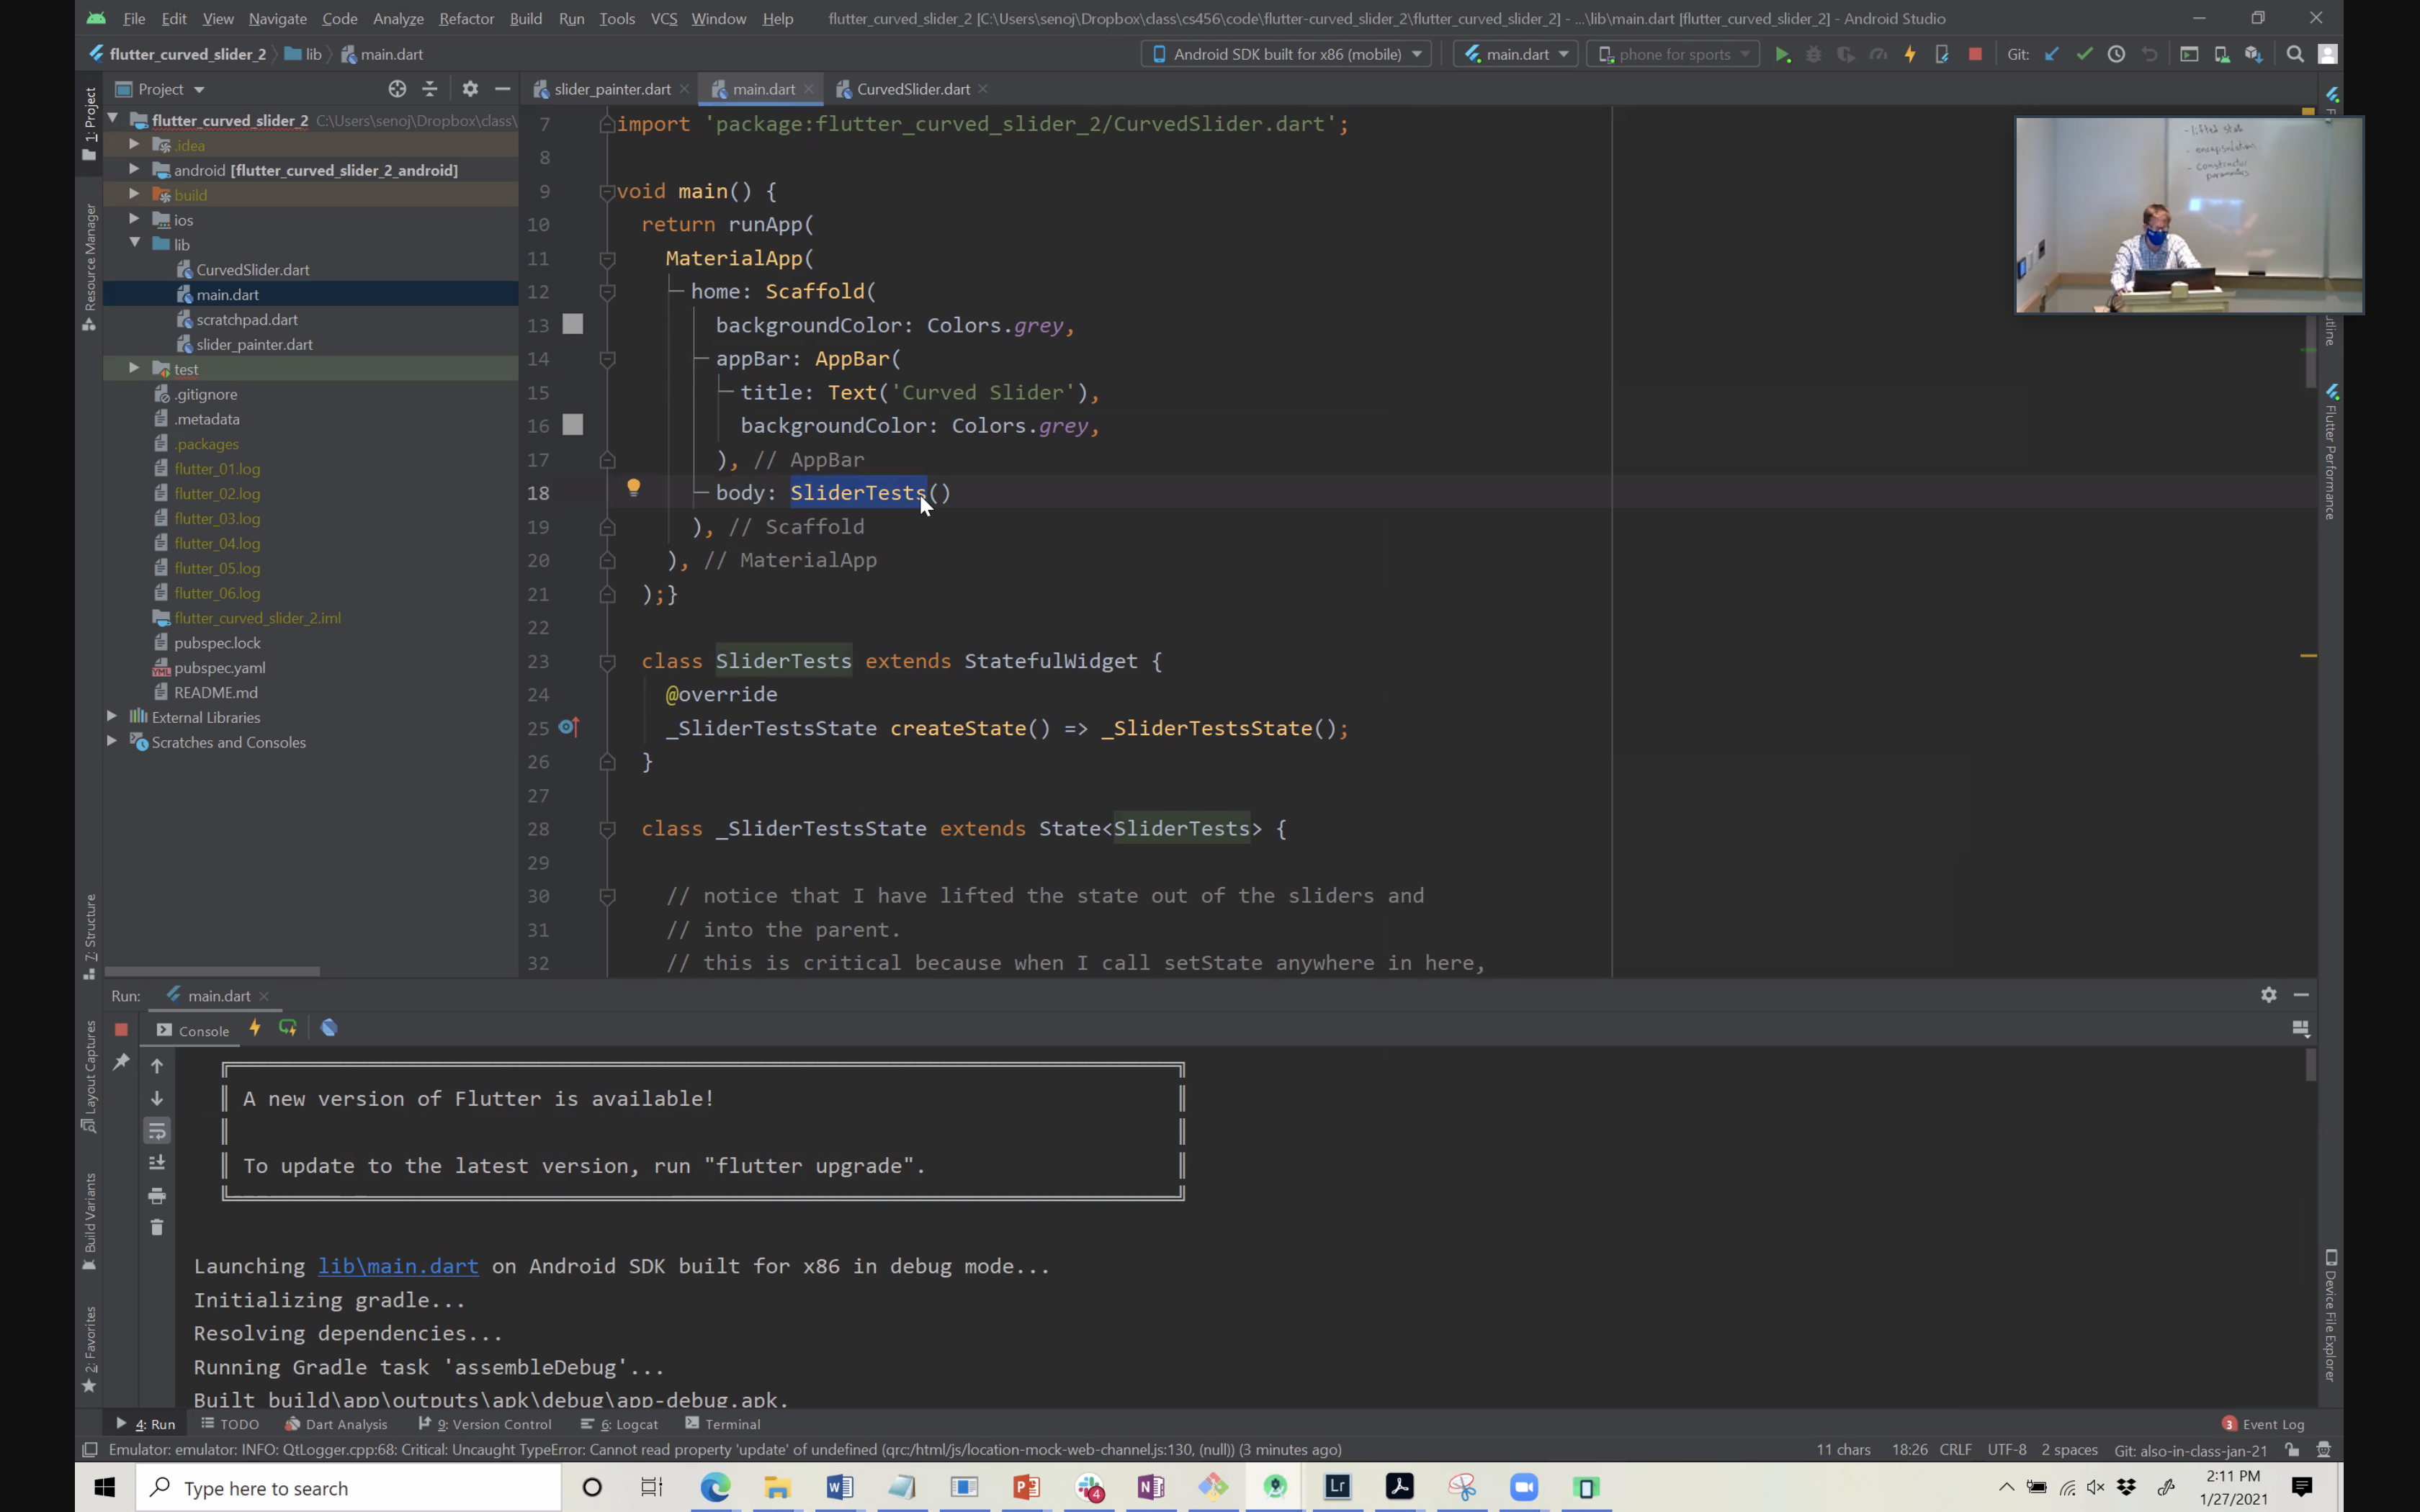 File Edit View Navigate Code Analyze Refactor Build Run Tools VCS Window Help flutter_curved_slider_2 [C:\Users\senoj\Dropbox\class\cs456\code\flutter-curved_slider_2\flutter_curved_slider_2] - ...\lib\main.dart [flutter_curved_slider_2] - Android Studio
flutter_curved_slider_2 lib main.dart Android SDK built for x86 (mobile) main.dart phone for sports Git:
Project slider_painter.dart main.dart CurvedSlider.dart
1: Project
Resource Manager
7: Structure
Layout Captures
Build Variants
2: Favorites
flutter_curved_slider_2 C:\Users\senoj\Dropbox\class\
.idea
android [flutter_curved_slider_2_android]
build
ios
lib
CurvedSlider.dart
main.dart
scratchpad.dart
slider_painter.dart
test
.gitignore
.metadata
.packages
flutter_01.log
flutter_02.log
flutter_03.log
flutter_04.log
flutter_05.log
flutter_06.log
flutter_curved_slider_2.iml
pubspec.lock
pubspec.yaml
README.md
External Libraries
Scratches and Consoles
7 import 'package:flutter_curved_slider_2/CurvedSlider.dart';
8
9 void main() {
10 return runApp(
11 MaterialApp(
12 home: Scaffold(
13 backgroundColor: Colors.grey,
14 appBar: AppBar(
15 title: Text('Curved Slider'),
16 backgroundColor: Colors.grey,
17 ), // AppBar
18 body: SliderTests()
19 ), // Scaffold
20 ), // MaterialApp
21 );}
22
23 class SliderTests extends StatefulWidget {
24 @override
25 _SliderTestsState createState() => _SliderTestsState();
26 }
27
28 class _SliderTestsState extends State<SliderTests> {
29
30 // notice that I have lifted the state out of the sliders and
31 // into the parent.
32 // this is critical because when I call setState anywhere in here,
- lifted state
- encapsulation
- constructor
parameters
Flutter Performance
Device File Explorer
Run: main.dart
Console
A new version of Flutter is available!
To update to the latest version, run "flutter upgrade".
Launching lib\main.dart on Android SDK built for x86 in debug mode...
Initializing gradle...
Resolving dependencies...
Running Gradle task 'assembleDebug'...
Built build\app\outputs\apk\debug\app-debug.apk.
4: Run TODO Dart Analysis 9: Version Control 6: Logcat Terminal 3 Event Log
Emulator: emulator: INFO: QtLogger.cpp:68: Critical: Uncaught TypeError: Cannot read property 'update' of undefined (qrc:/html/js/location-mock-web-channel.js:130, (null)) (3 minutes ago) 11 chars 18:26 CRLF UTF-8 2 spaces Git: also-in-class-jan-21
Type here to search 4 2:11 PM
1/27/2021